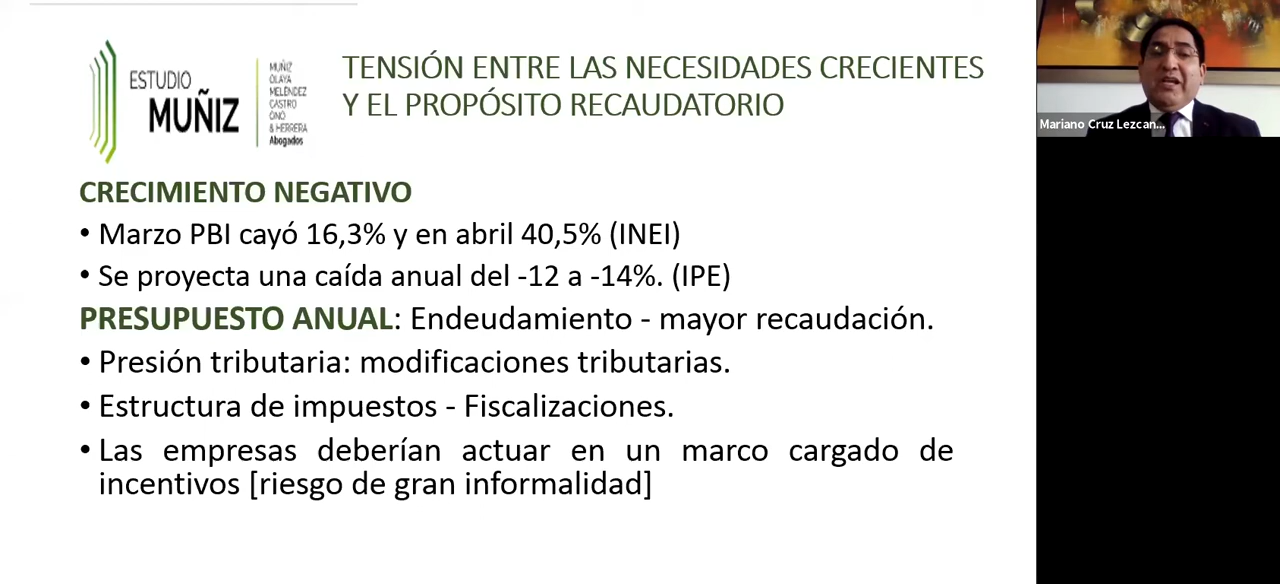 ESTUDIO
MUÑIZ
MUÑIZ
OLAYA
MELÉNDEZ
CASTRO
ONO
& HERRERA
Abogados
TENSIÓN ENTRE LAS NECESIDADES CRECIENTES
Y EL PROPÓSITO RECAUDATORIO
Mariano Cruz Lezcan...
CRECIMIENTO NEGATIVO
• Marzo PBI cayó 16,3% y en abril 40,5% (INEI)
• Se proyecta una caída anual del -12 a -14%. (IPE)
PRESUPUESTO ANUAL: Endeudamiento - mayor recaudación.
• Presión tributaria: modificaciones tributarias.
• Estructura de impuestos - Fiscalizaciones.
• Las empresas deberían actuar en un marco cargado de
incentivos [riesgo de gran informalidad]